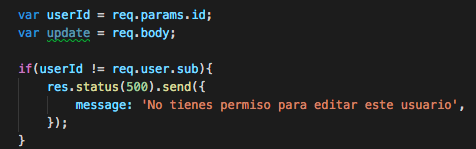 var userId = req.params.id;
var update = req.body;
if(userId != req.user.sub){
res.status(500).send({
message: 'No tienes permiso para editar este usuario',
});
}